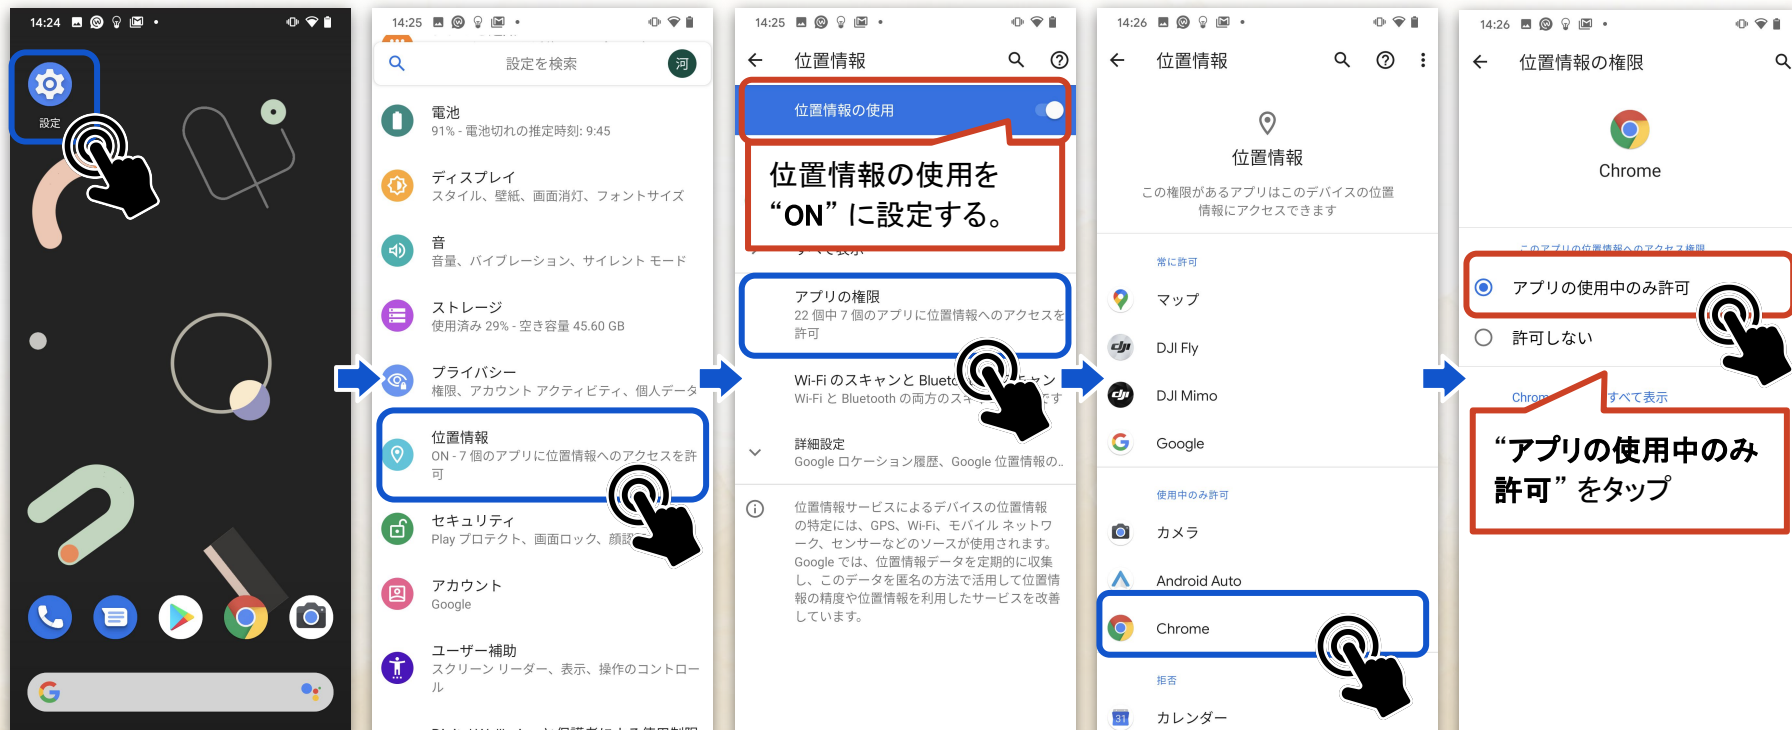 14:24
設定
14:25
設定を検索
河
電池
91% - 電池切れの推定時刻: 9:45
ディスプレイ
スタイル、壁紙、画面消灯、フォントサイズ
音
音量、バイブレーション、サイレント モード
ストレージ
使用済み 29% - 空き容量 45.60 GB
プライバシー
権限、アカウント アクティビティ、個人データ
位置情報
ON - 7 個のアプリに位置情報へのアクセスを許
可
セキュリティ
Play プロテクト、画面ロック、顔認
アカウント
Google
ユーザー補助
スクリーン リーダー、表示、操作のコントロー
ル
14:25
位置情報
位置情報の使用
位置情報の使用を
“ON” に設定する。
すべて表示
アプリの権限
22 個中 7 個のアプリに位置情報へのアクセスを
許可
Wi-Fi のスキャンと Bluet キャン
Wi-Fi と Bluetooth の両方のスキ です
詳細設定
Google ロケーション履歴、Google 位置情報の..
位置情報サービスによるデバイスの位置情報
の特定には、GPS、Wi-Fi、モバイル ネットワ
ーク、センサーなどのソースが使用されます。
Google では、位置情報データを定期的に収集
し、このデータを匿名の方法で活用して位置情
報の精度や位置情報を利用したサービスを改善
しています。
14:26
位置情報
位置情報
この権限があるアプリはこのデバイスの位置
情報にアクセスできます
常に許可
マップ
dji
DJI Fly
dji
DJI Mimo
Google
使用中のみ許可
カメラ
Android Auto
Chrome
拒否
31
カレンダー
14:26
位置情報の権限
Chrome
このアプリの位置情報へのアクセス権限
アプリの使用中のみ許可
許可しない
Chrom すべて表示
“アプリの使用中のみ
許可” をタップ